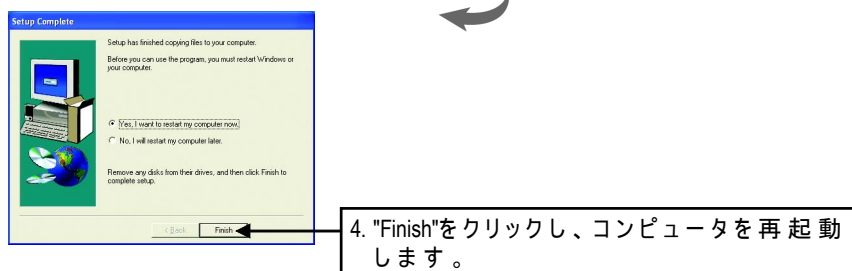 Setup Complete
Setup has finished copying files to your computer.
Before you can use the program, you must restart Windows or
your computer.
Yes, I want to restart my computer now.
No, I will restart my computer later.
Remove any disks from their drives, and then click Finish to
complete setup.
< Back
Finish
4. "Finish"をクリックし、コンピュータを再起動
します。